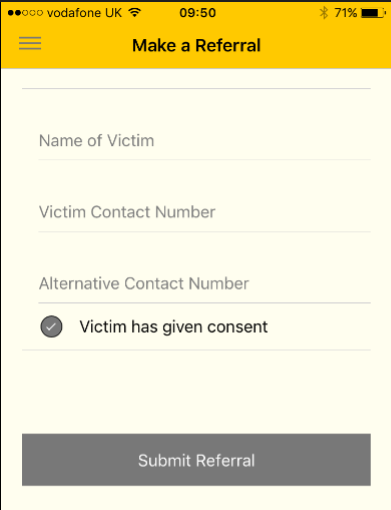 vodafone UK 09:50 71%
Make a Referral
Name of Victim
Victim Contact Number
Alternative Contact Number
Victim has given consent
Submit Referral